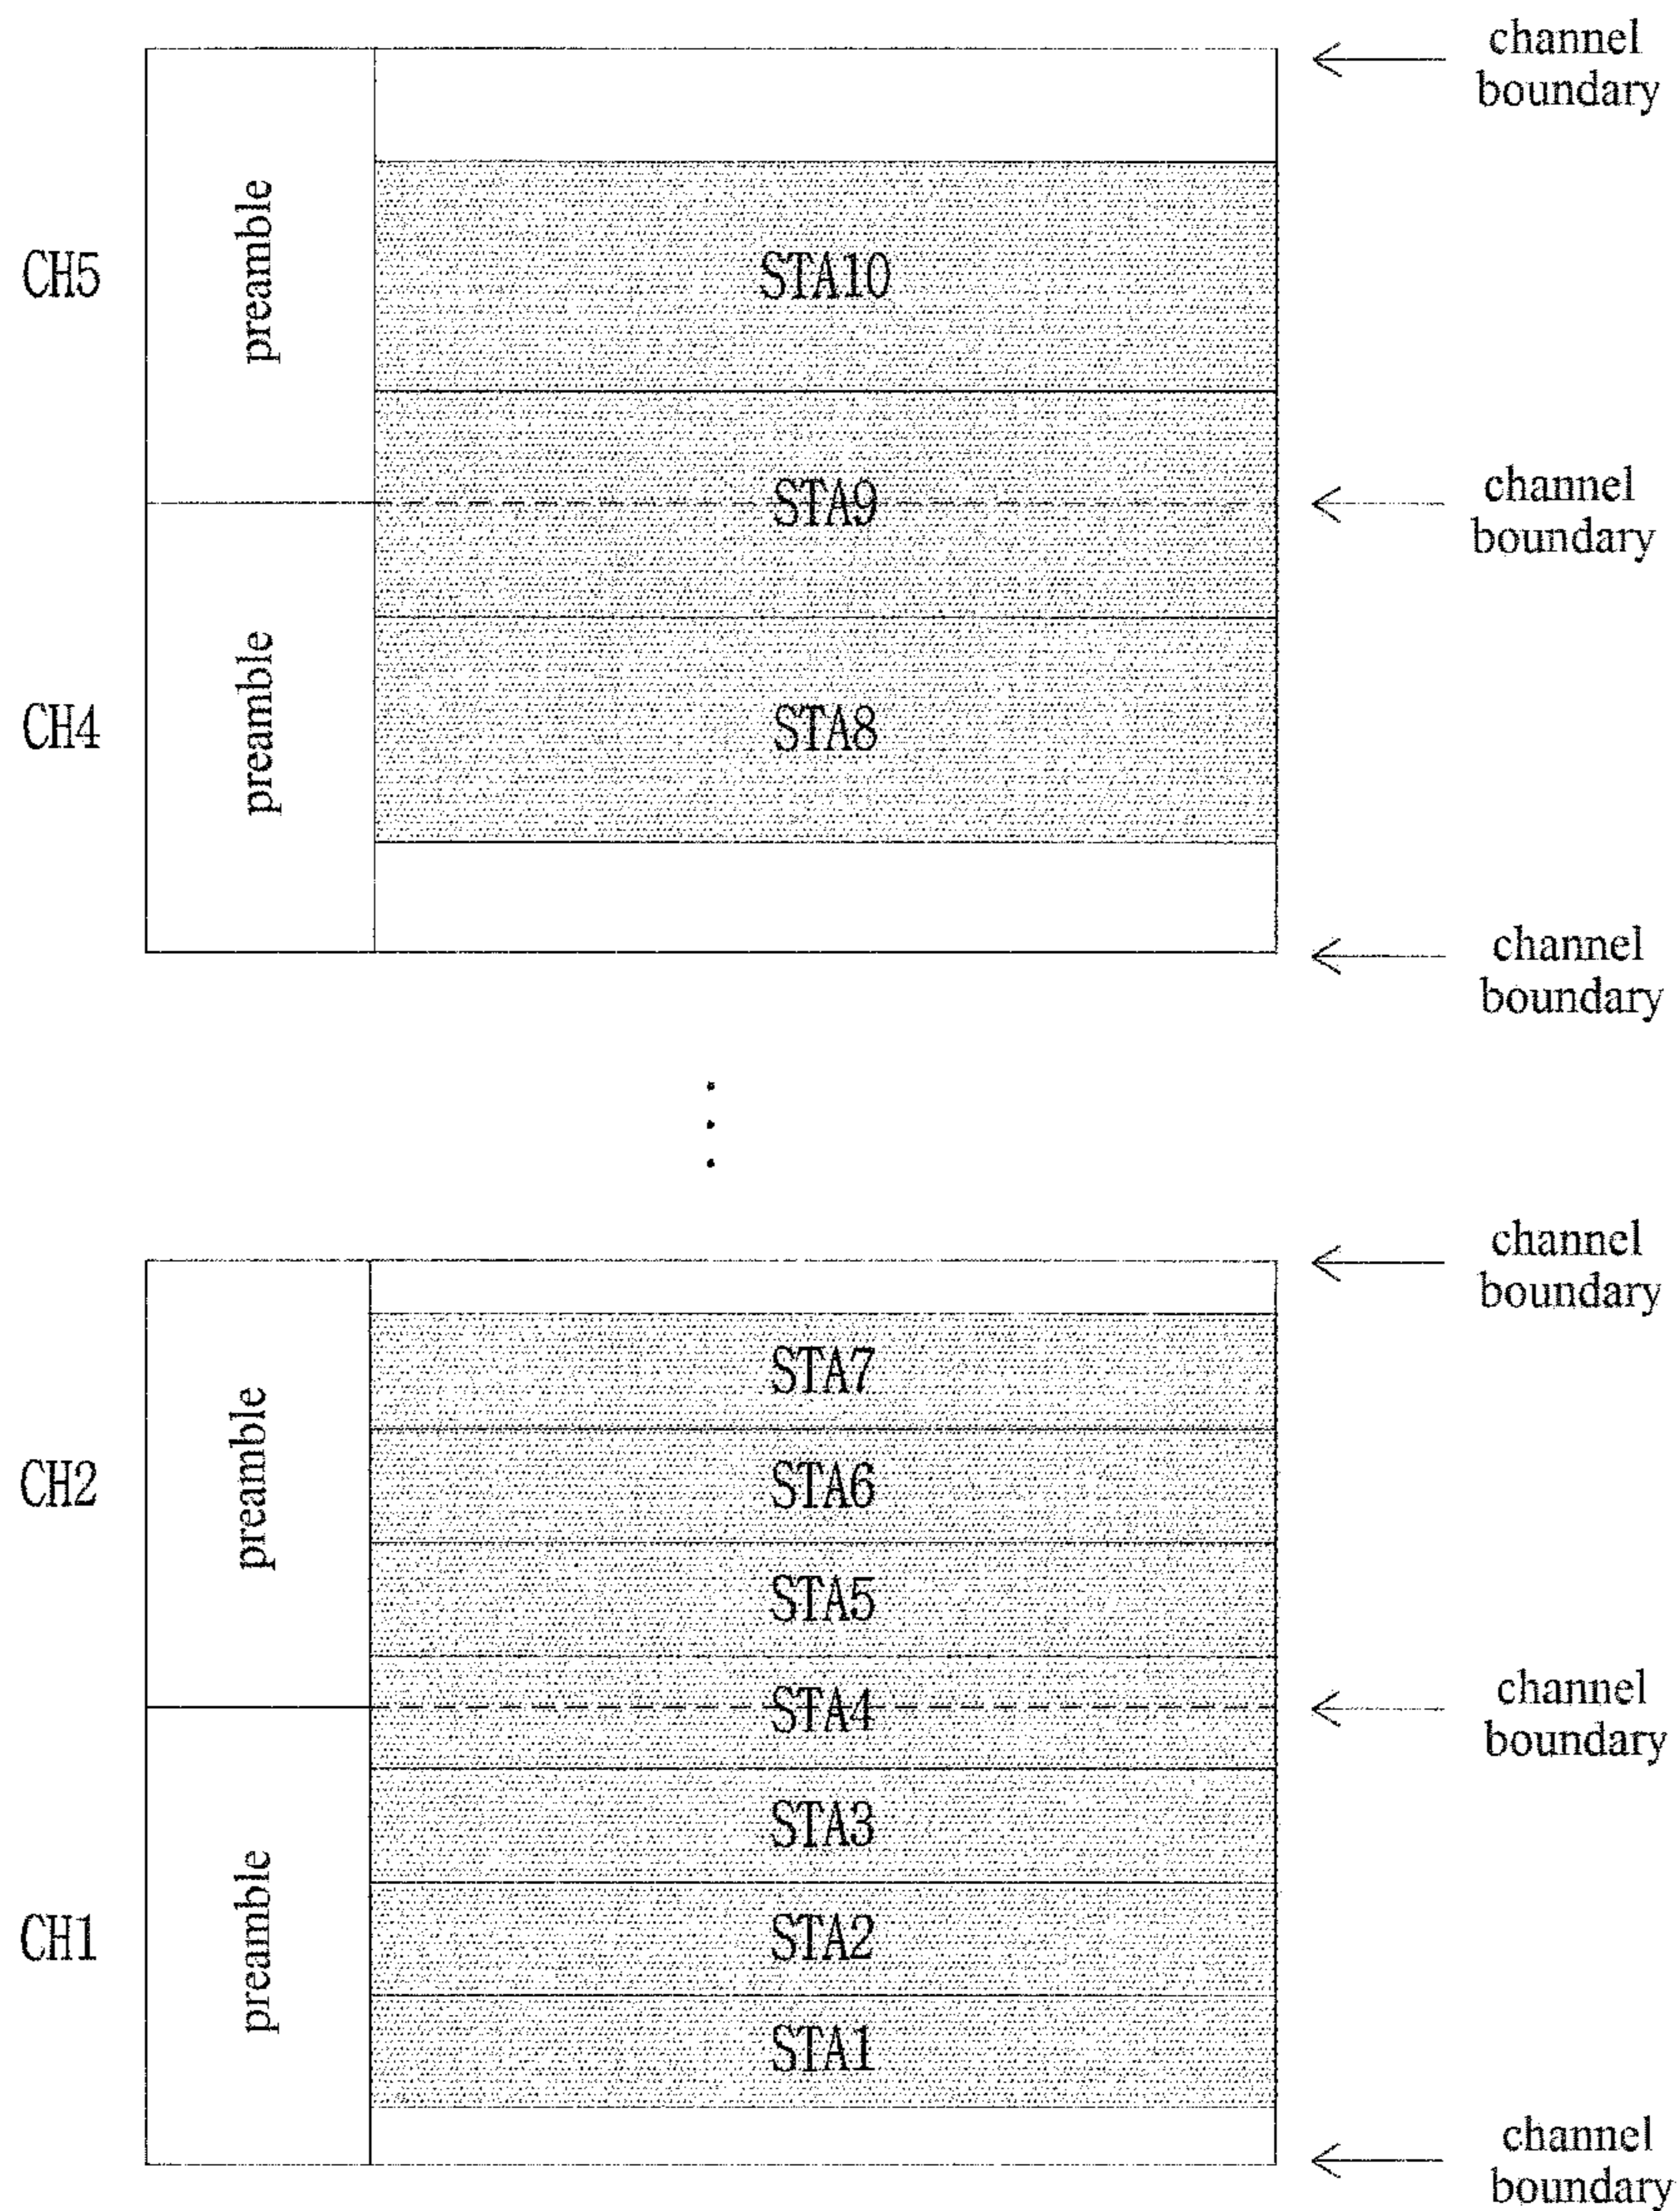 channel
boundary
CH5
preamble
STA10
STA9
channel
boundary
CH4
preamble
STA8
channel
boundary
channel
boundary
CH2
preamble
STA7
STA6
STA5
STA4
channel
boundary
CH1
preamble
STA3
STA2
STA1
channel
boundary